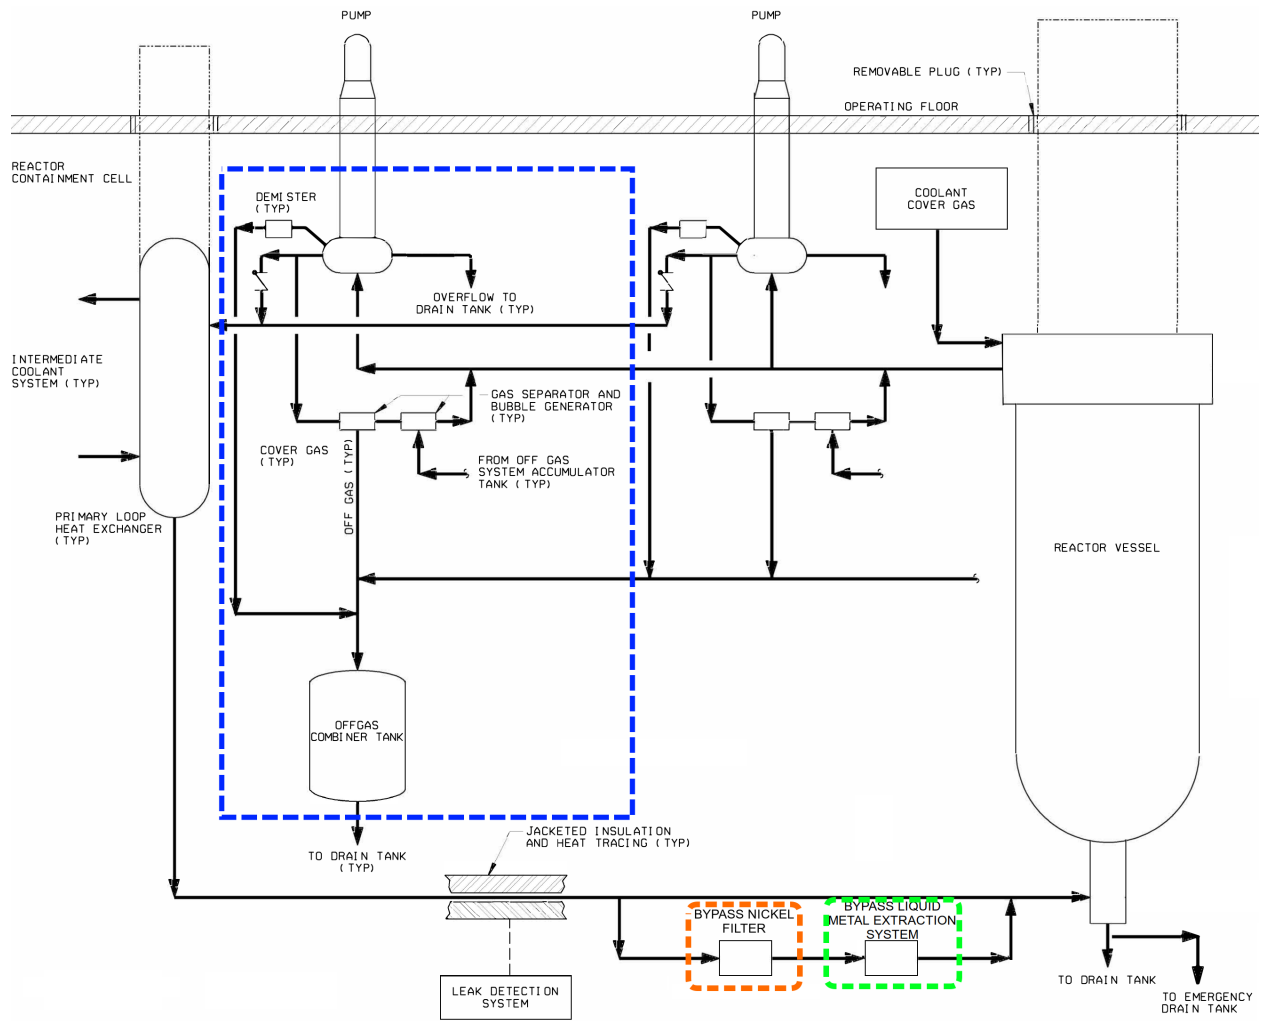 PUMP
PUMP
REMOVABLE PLUG (TYP)
OPERATING FLOOR
REACTOR
CONTAINMENT CELL
DEMISTER
(TYP)
COOLANT
COVER GAS
OVERFLOW TO
DRAIN TANK (TYP)
INTERMEDIATE
COOLANT
SYSTEM (TYP)
GAS SEPARATOR AND
BUBBLE GENERATOR
(TYP)
COVER GAS
(TYP)
OFF GAS (TYP)
FROM OFF GAS
SYSTEM ACCUMULATOR
TANK (TYP)
PRIMARY LOOP
HEAT EXCHANGER
(TYP)
REACTOR VESSEL
OFFGAS
COMBINER TANK
JACKETED INSULATION
AND HEAT TRACING (TYP)
TO DRAIN TANK
(TYP)
BYPASS NICKEL
FILTER
BYPASS LIQUID
METAL EXTRACTION
SYSTEM
LEAK DETECTION
SYSTEM
TO DRAIN TANK
TO EMERGENCY
DRAIN TANK